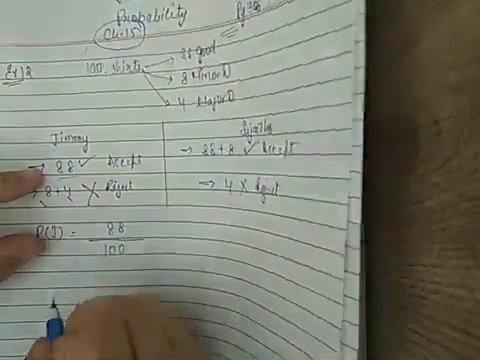 Probability
Ch-15
Ex) 2 100 shirts → 88 good
→ 8 Minor D
→ 4 Major D
Jimmy
→ 88 ✓ Accept
→ 8+4 ✗ Reject
Sujatha
→ 88+8 ✓ Accept
→ 4 ✗ Reject
P(J) = 88
100